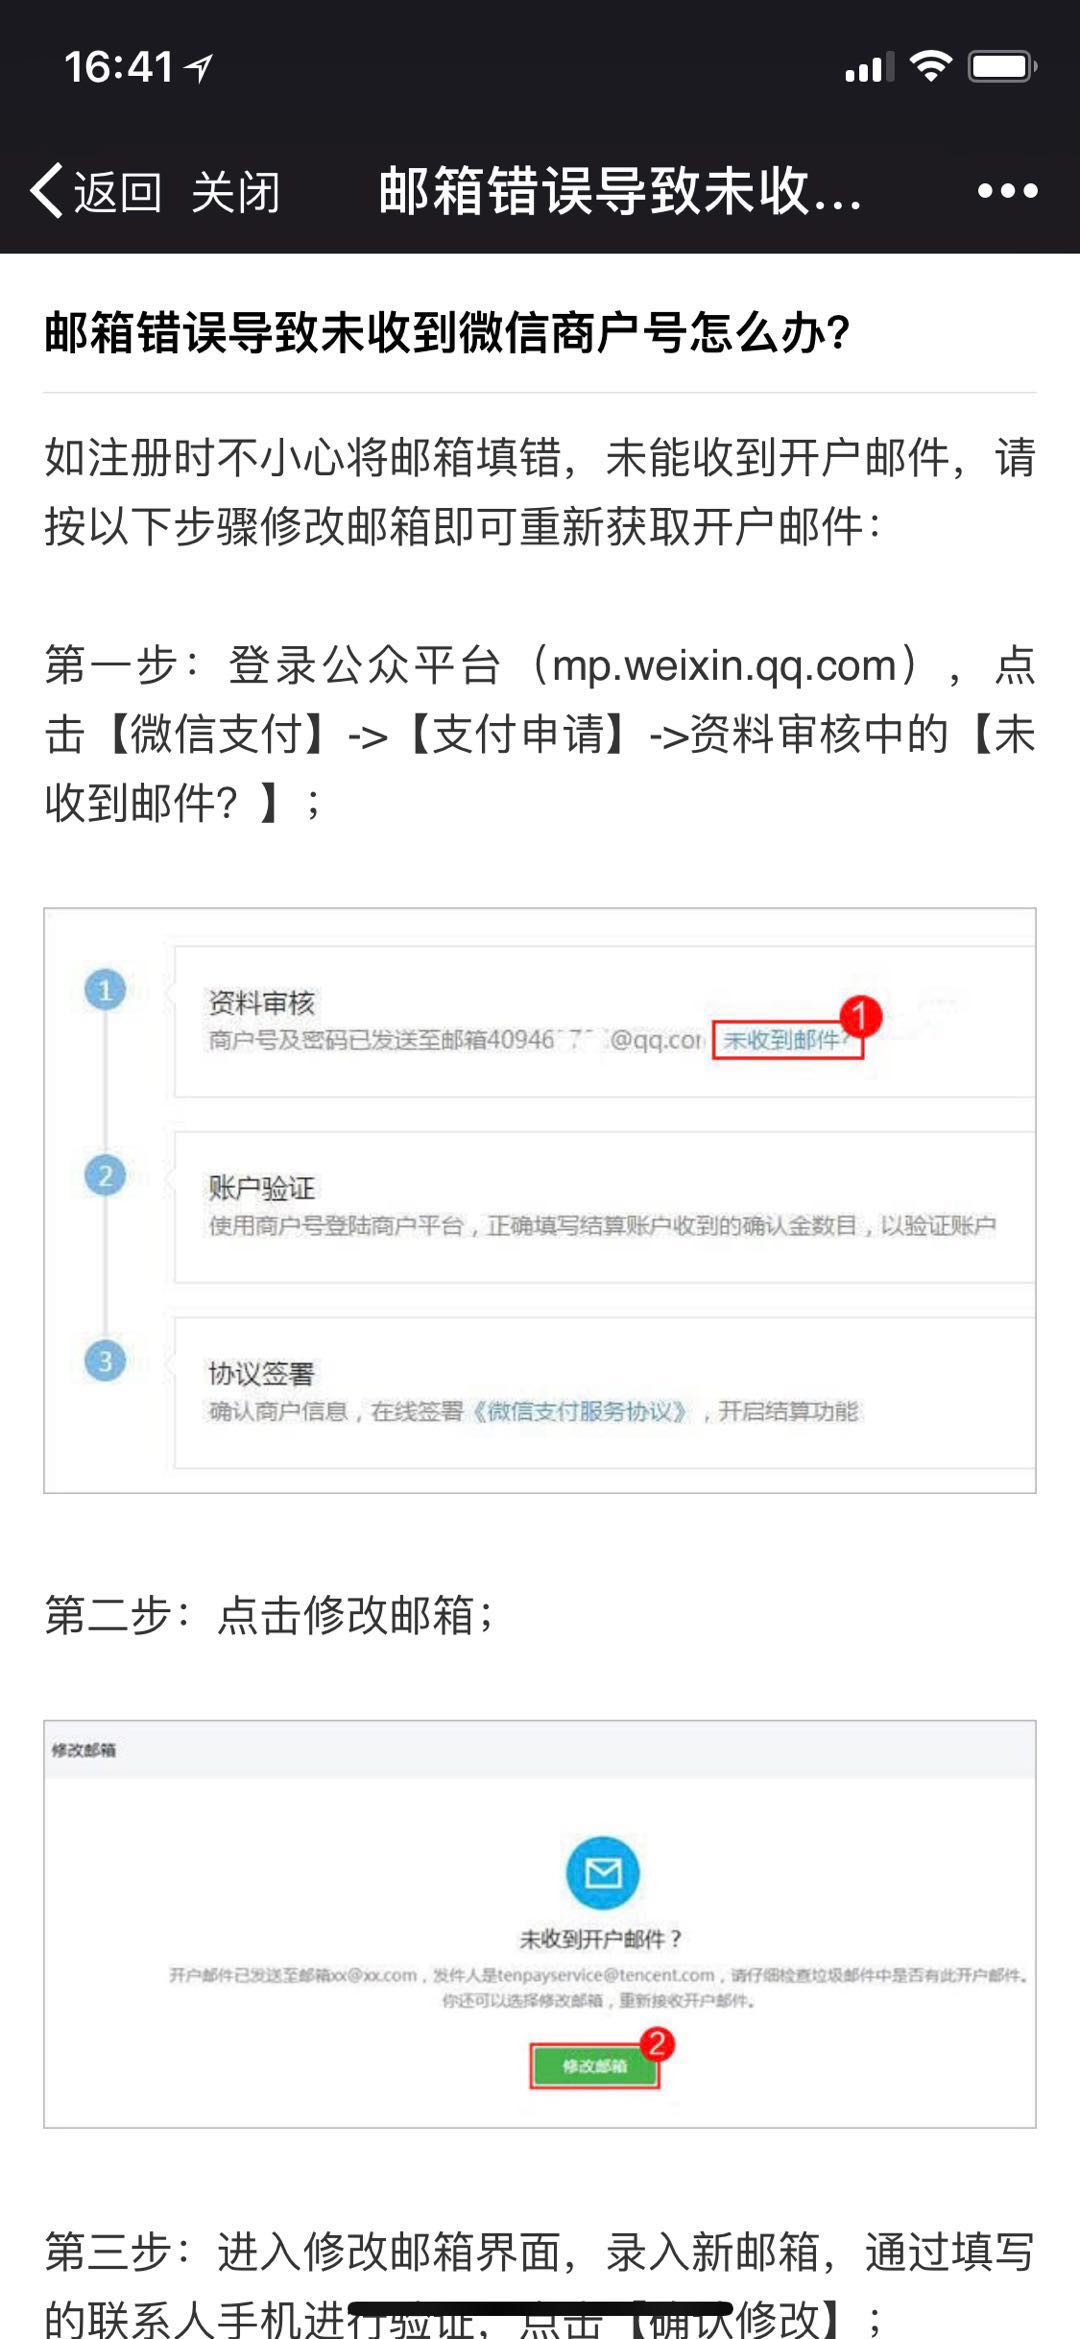 16:41
返回 关闭 邮箱错误导致未收...
邮箱错误导致未收到微信商户号怎么办？
如注册时不小心将邮箱填错，未能收到开户邮件，请
按以下步骤修改邮箱即可重新获取开户邮件：
第一步：登录公众平台（mp.weixin.qq.com），点
击【微信支付】->【支付申请】->资料审核中的【未
收到邮件？】；
1
资料审核
1
商户号及密码已发送至邮箱40946 @qq.com 未收到邮件？
2
账户验证
使用商户号登陆商户平台，正确填写结算账户收到的确认金数目，以验证账户
3
协议签署
确认商户信息，在线签署《微信支付服务协议》，开启结算功能
第二步：点击修改邮箱；
修改邮箱
未收到开户邮件？
开户邮件已发送至邮箱xx@xx.com，发件人是tenpayservice@tencent.com，请仔细检查垃圾邮件中是否有此开户邮件。
你还可以选择修改邮箱，重新接收开户邮件。
2
修改邮箱
第三步：进入修改邮箱界面，录入新邮箱，通过填写
的联系人手机进行验证，点击【确认修改】；